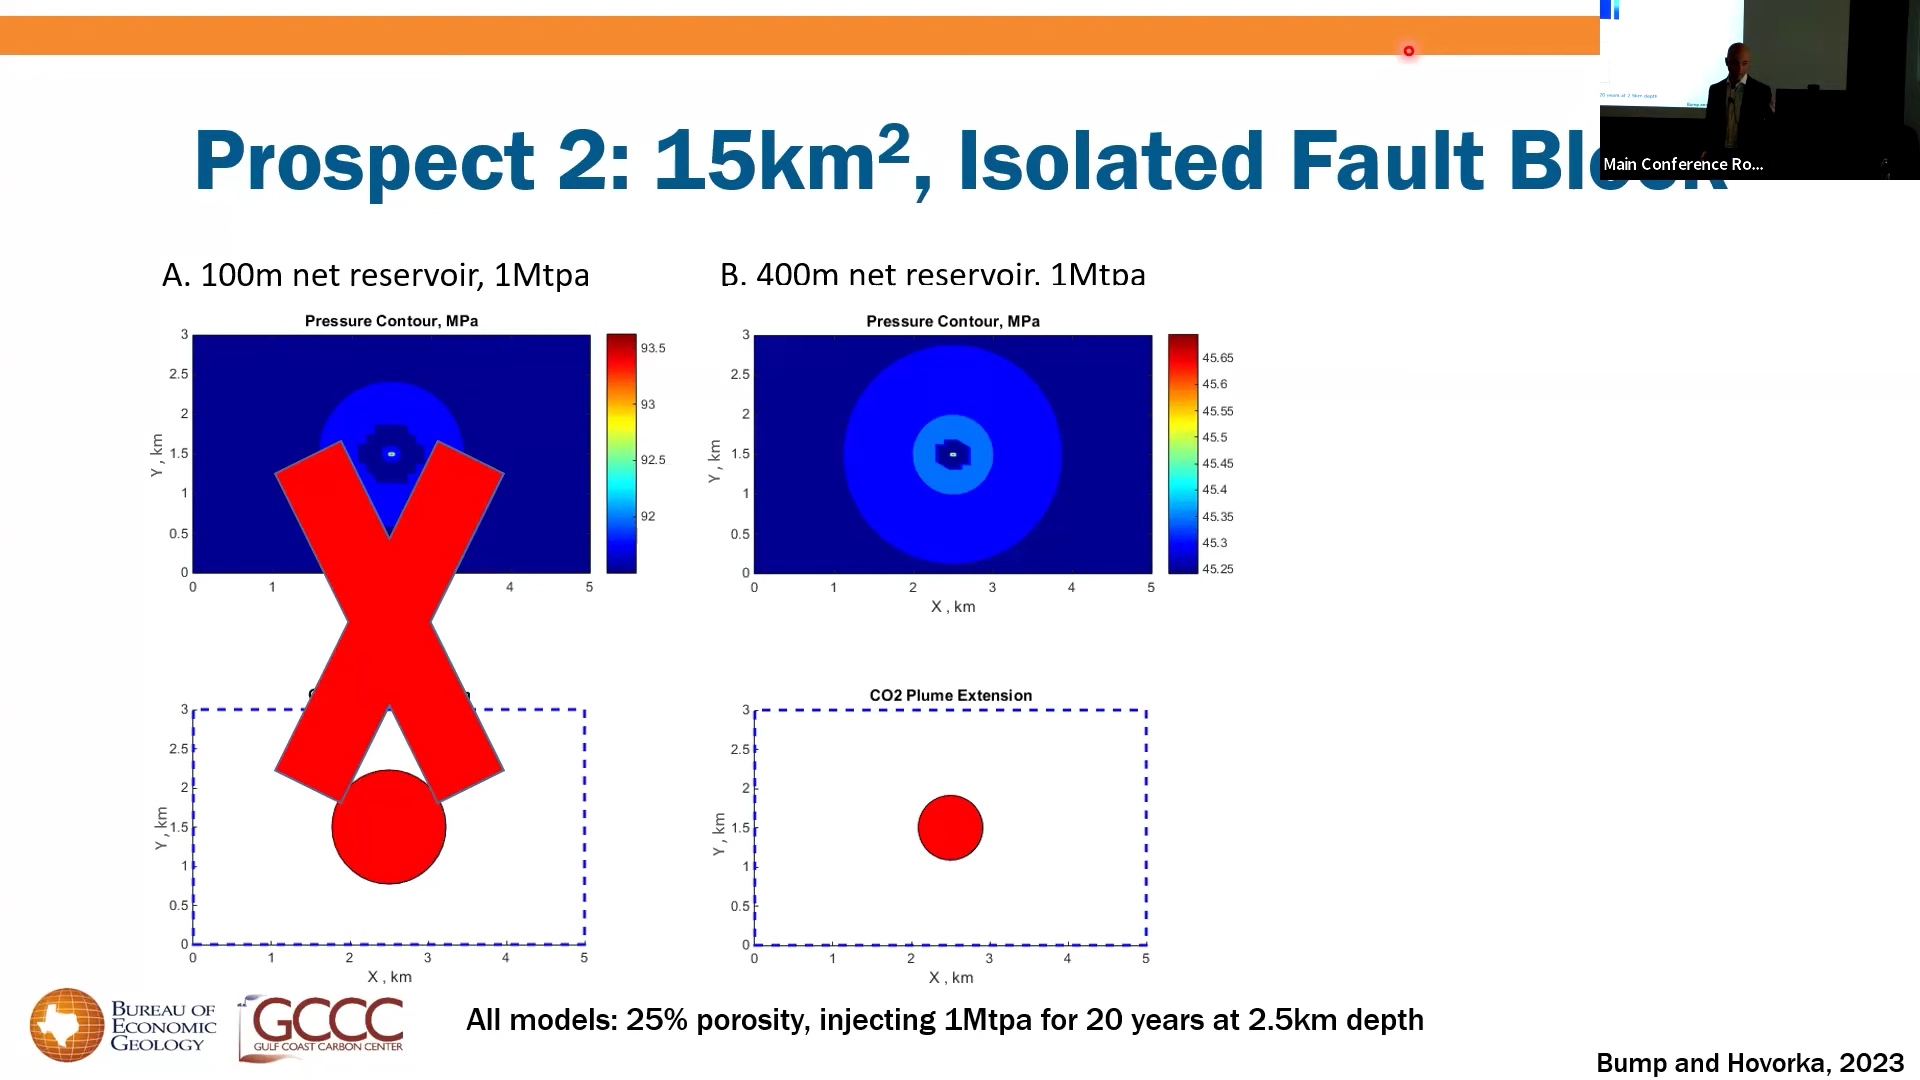 Prospect 2: 15km², Isolated Fault Block
Main Conference Ro...
A. 100m net reservoir, 1Mtpa
B. 400m net reservoir, 1Mtpa
Pressure Contour, MPa
3
2.5
2
1.5
1
0.5
0
Y , km
0 1 4 5
93.5
93
92.5
92
Pressure Contour, MPa
3
2.5
2
1.5
1
0.5
0
Y , km
0 1 2 3 4 5
X , km
45.65
45.6
45.55
45.5
45.45
45.4
45.35
45.3
45.25
3
2.5
2
1.5
1
0.5
0
Y , km
0 1 2 3 4 5
X , km
CO2 Plume Extension
3
2.5
2
1.5
1
0.5
0
Y , km
0 1 2 3 4 5
X , km
BUREAU OF
ECONOMIC
GEOLOGY
GCCC
GULF COAST CARBON CENTER
All models: 25% porosity, injecting 1Mtpa for 20 years at 2.5km depth
Bump and Hovorka, 2023